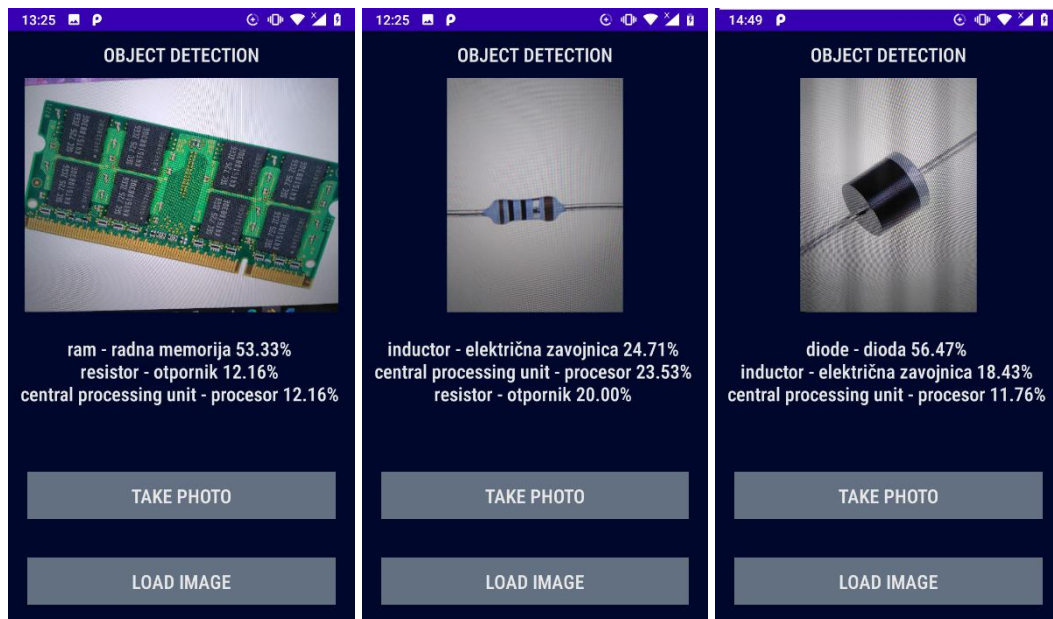 13:25
OBJECT DETECTION
ram - radna memorija 53.33%
resistor - otpornik 12.16%
central processing unit - procesor 12.16%
TAKE PHOTO
LOAD IMAGE
12:25
OBJECT DETECTION
inductor - električna zavojnica 24.71%
central processing unit - procesor 23.53%
resistor - otpornik 20.00%
TAKE PHOTO
LOAD IMAGE
14:49
OBJECT DETECTION
diode - dioda 56.47%
inductor - električna zavojnica 18.43%
central processing unit - procesor 11.76%
TAKE PHOTO
LOAD IMAGE